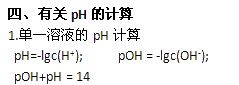 四、有关 pH 的计算
1.单一溶液的 pH 计算
pH=-lgc(H⁺); pOH = -lgc(OH⁻);
pOH+pH = 14